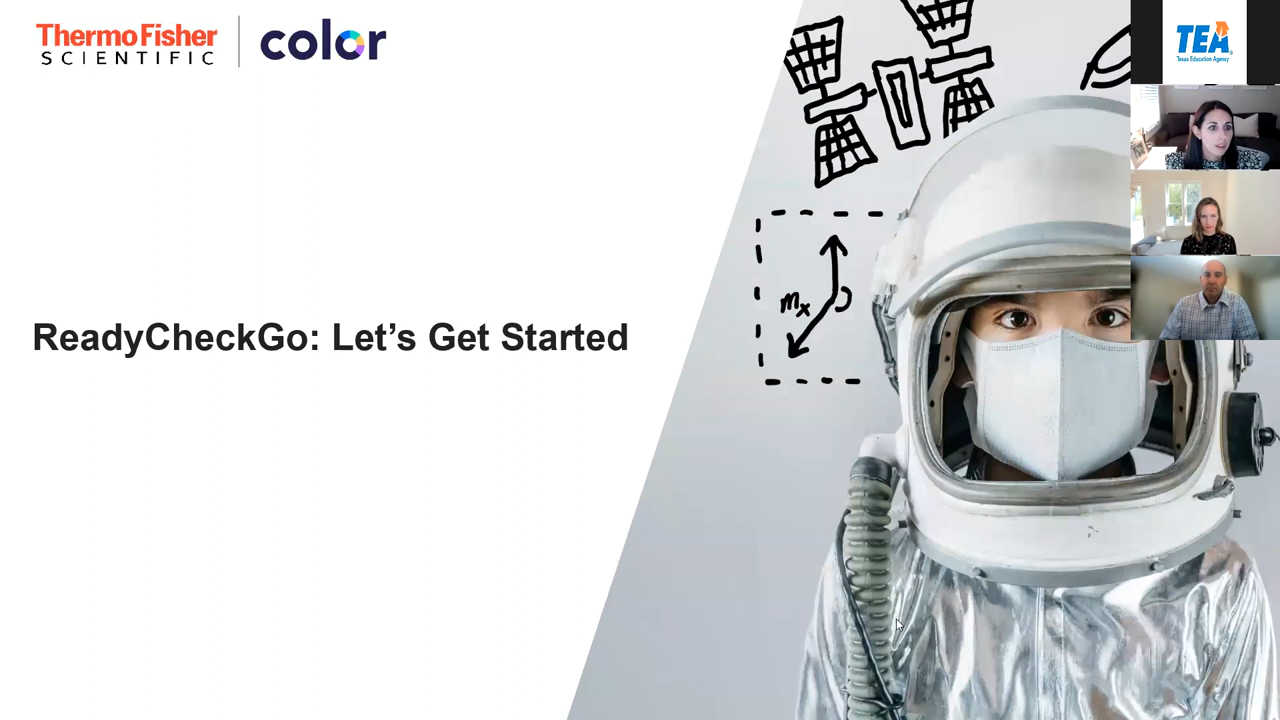 ThermoFisher
SCIENTIFIC
color
ReadyCheckGo: Let’s Get Started
mx
TEA
Texas Education Agency